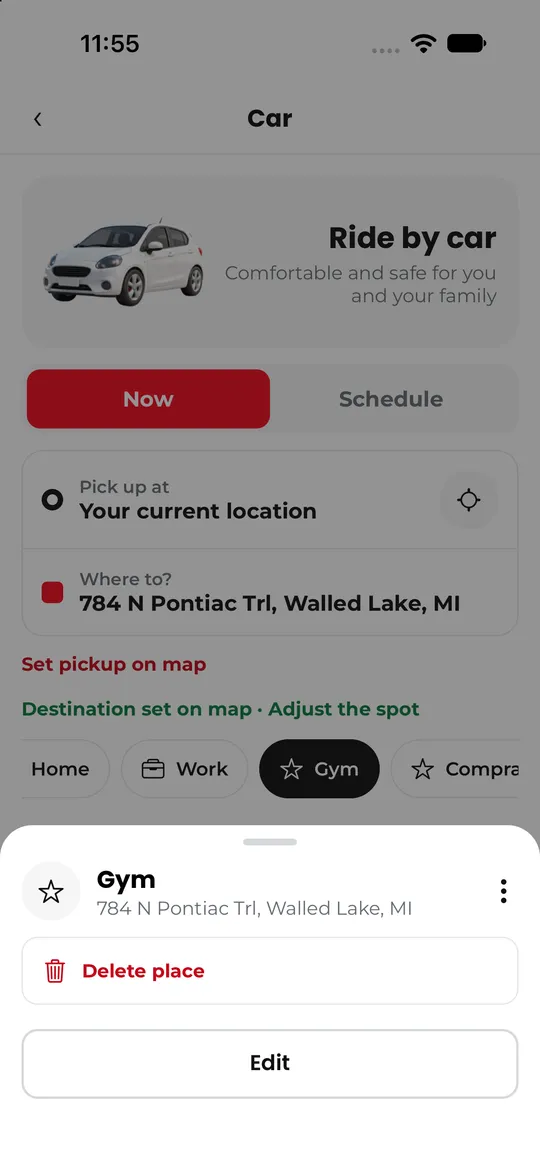 11:55
Car
Ride by car
Comfortable and safe for you
and your family
Now
Schedule
Pick up at
Your current location
Where to?
784 N Pontiac Trl, Walled Lake, MI
Set pickup on map
Destination set on map · Adjust the spot
Home
Work
Gym
Compra
Gym
784 N Pontiac Trl, Walled Lake, MI
Delete place
Edit